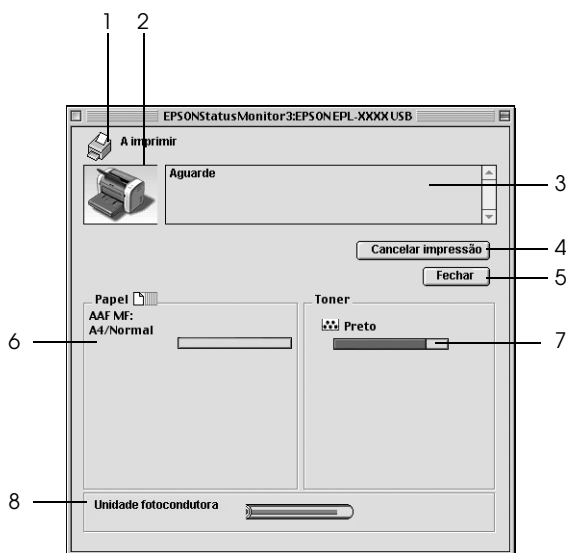 1 2
EPSONStatusMonitor3:EPSON EPL-XXXX USB
A imprimir
Aguarde
3
Cancelar impressão
4
Fechar
5
Papel
Toner
AAF MF:
A4/Normal
Preto
6
7
Unidade fotocondutora
8